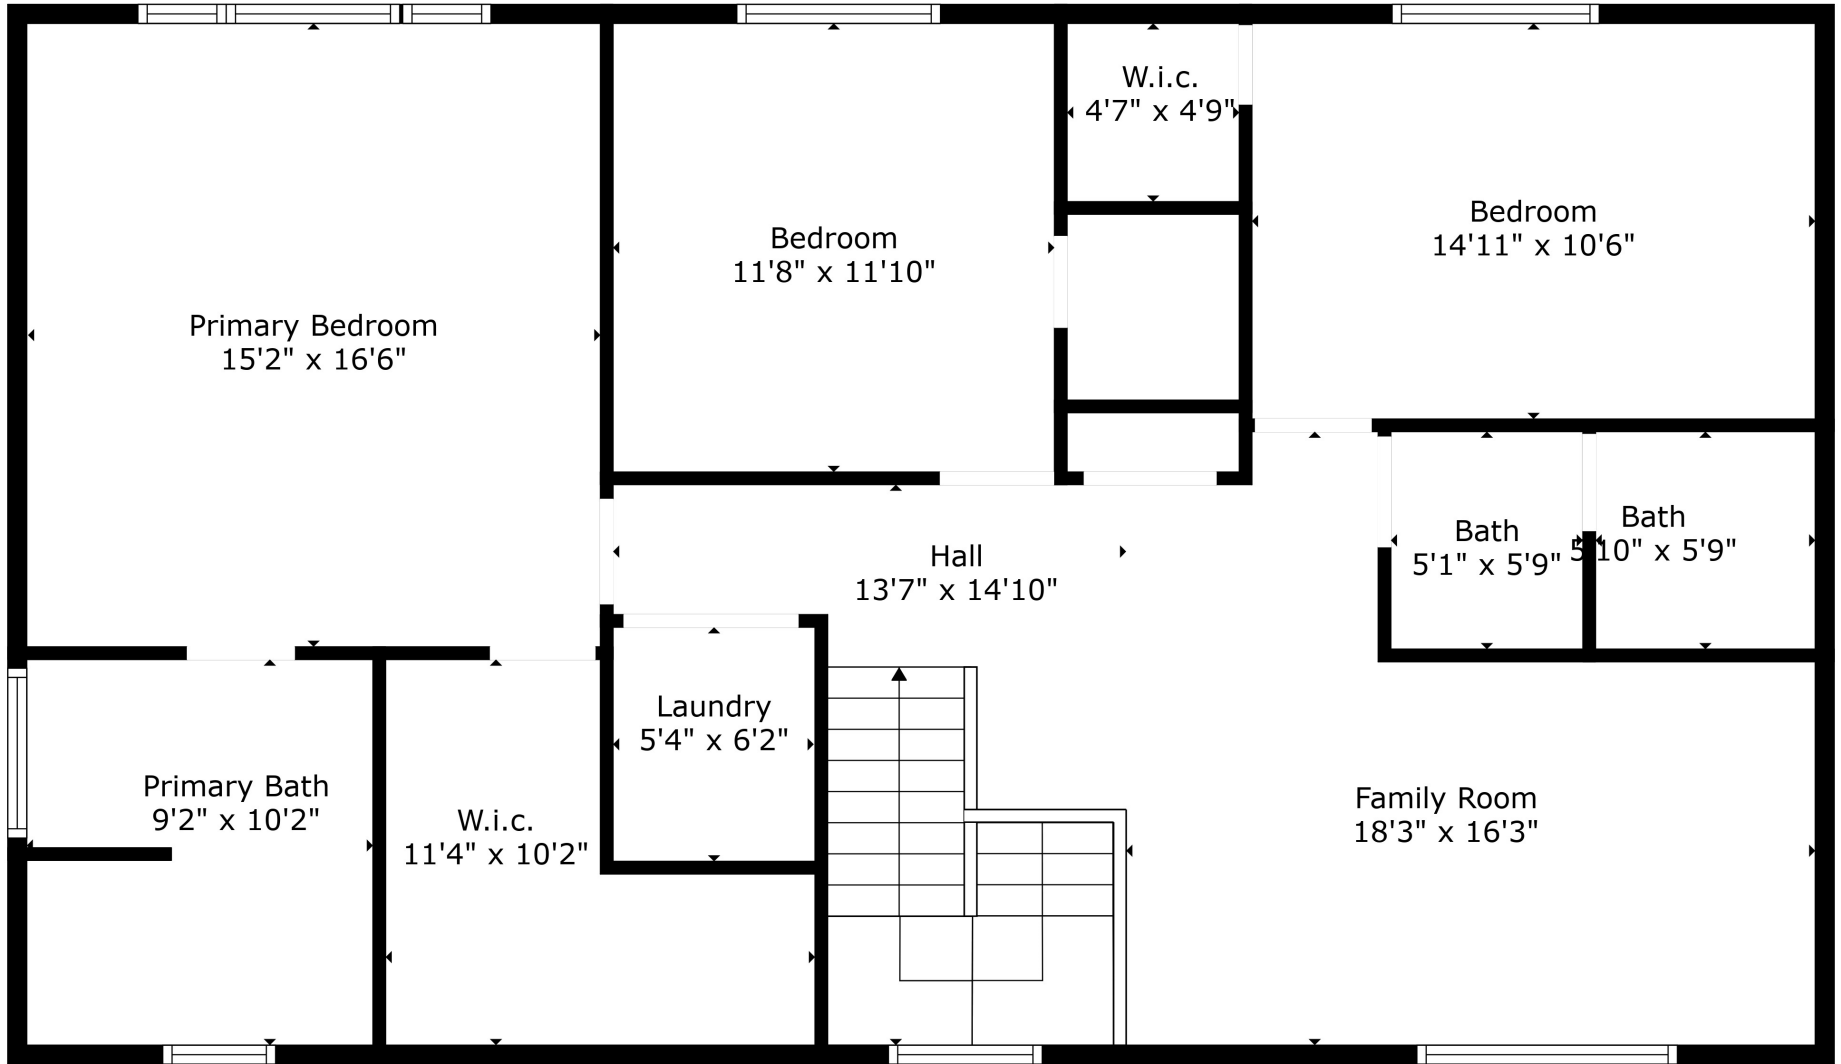 W.i.c.
4'7" x 4'9"
Bedroom
14'11" x 10'6"
Bedroom
11'8" x 11'10"
Primary Bedroom
15'2" x 16'6"
Bath
5'10" x 5'9"
Bath
5'1" x 5'9"
Hall
13'7" x 14'10"
Laundry
5'4" x 6'2"
Primary Bath
9'2" x 10'2"
W.i.c.
11'4" x 10'2"
Family Room
18'3" x 16'3"